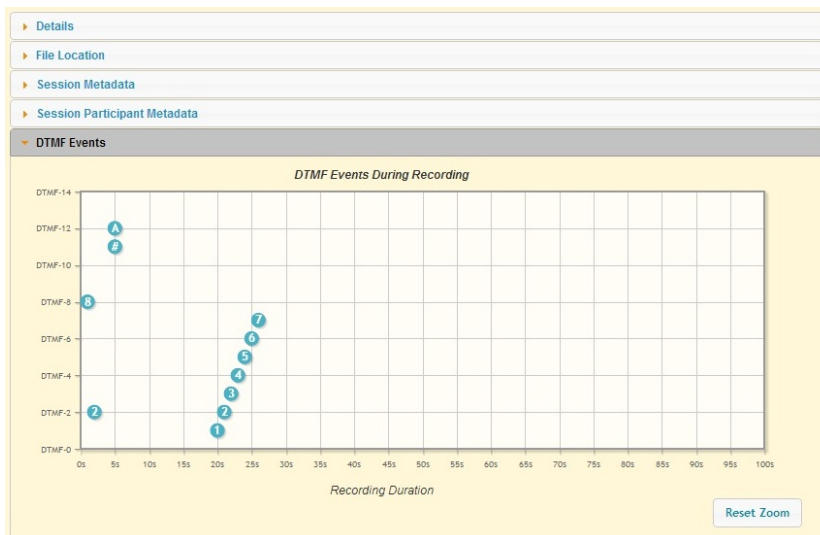 Details
File Location
Session Metadata
Session Participant Metadata
DTMF Events
DTMF Events During Recording
DTMF-14
DTMF-12
A
#
DTMF-10
DTMF-8
8
7
DTMF-6
6
5
DTMF-4
4
3
DTMF-2
2
2
1
DTMF-0
0s 5s 10s 15s 20s 25s 30s 35s 40s 45s 50s 55s 60s 65s 70s 75s 80s 85s 90s 95s 100s
Recording Duration
Reset Zoom